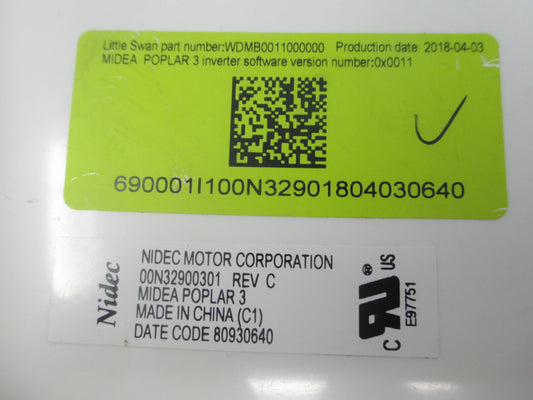 Little Swan part number:WDMB0011000000 Production date 2018-04-03
MIDEA POPLAR 3 inverter software version number:0x0011
690001I100N32901804030640
Nidec
NIDEC MOTOR CORPORATION
00N32900301 REV C
MIDEA POPLAR 3
MADE IN CHINA (C1)
DATE CODE 80930640
C RU ® US
E97751